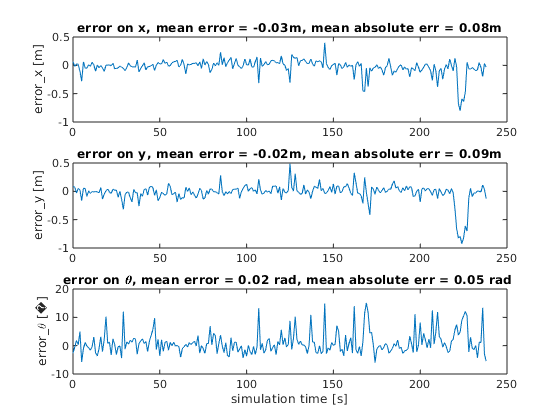 error on x, mean error = -0.03m, mean absolute err = 0.08m
error_x [m]
0.5
0
-0.5
-1
0 50 100 150 200 250
error on y, mean error = -0.02m, mean absolute err = 0.09m
error_y [m]
0.5
0
-0.5
-1
0 50 100 150 200 250
error on θ, mean error = 0.02 rad, mean absolute err = 0.05 rad
error_θ [�]
20
10
0
-10
0 50 100 150 200 250
simulation time [s]